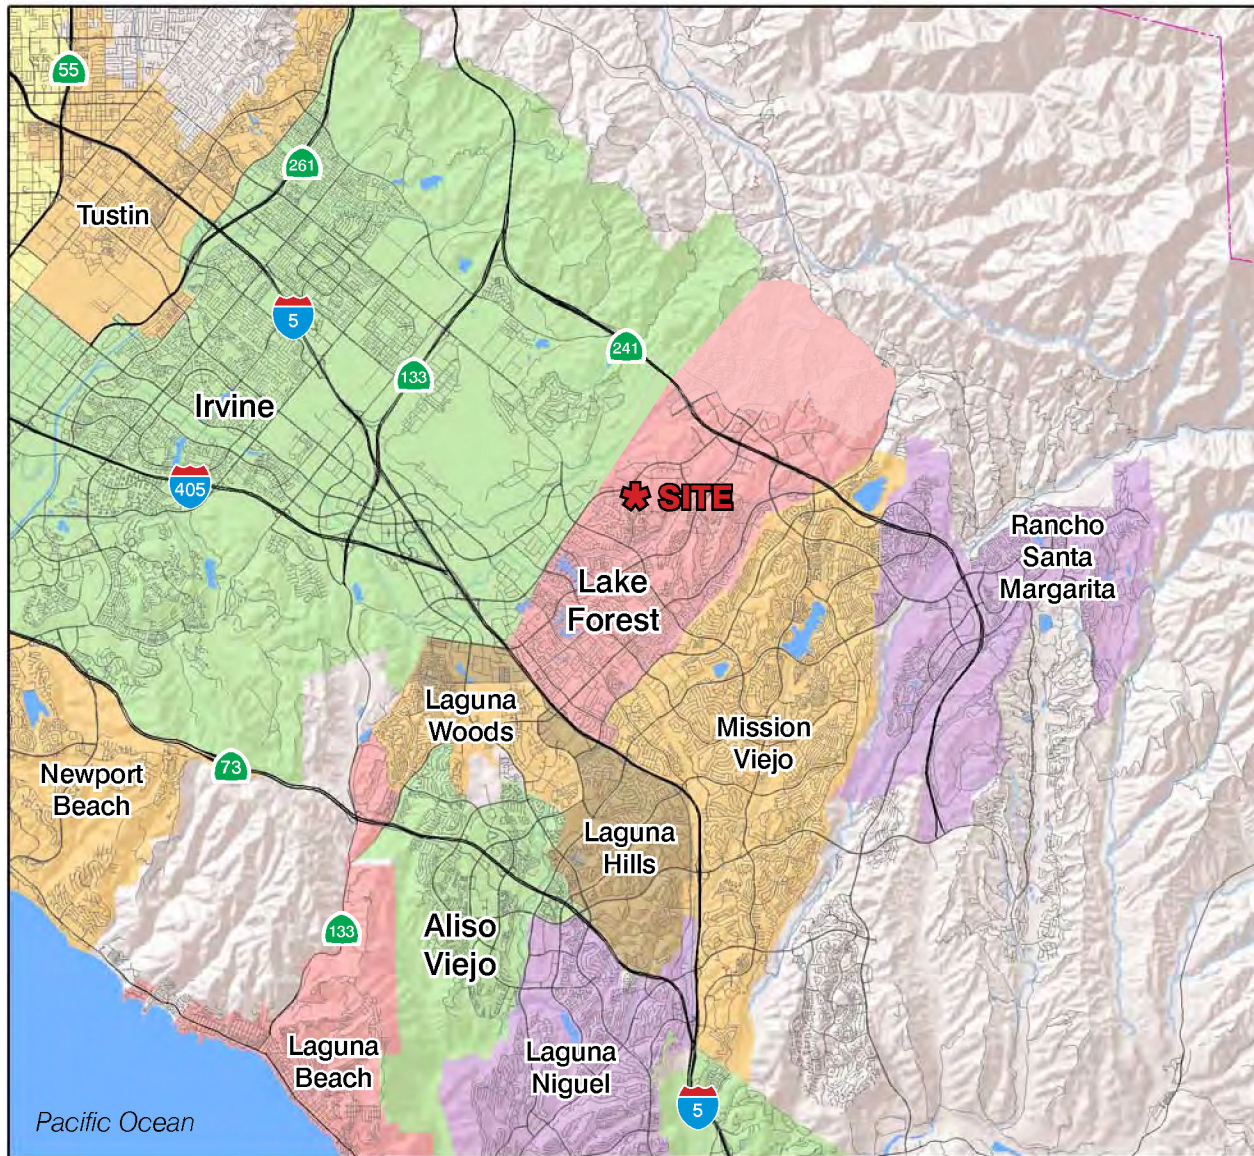 55
261
Tustin
5
241
133
Irvine
405
* SITE
Rancho
Santa
Margarita
Lake
Forest
Laguna
Woods
Mission
Viejo
73
Newport
Beach
Laguna
Hills
133
Aliso
Viejo
Laguna
Beach
Laguna
Niguel
5
Pacific Ocean